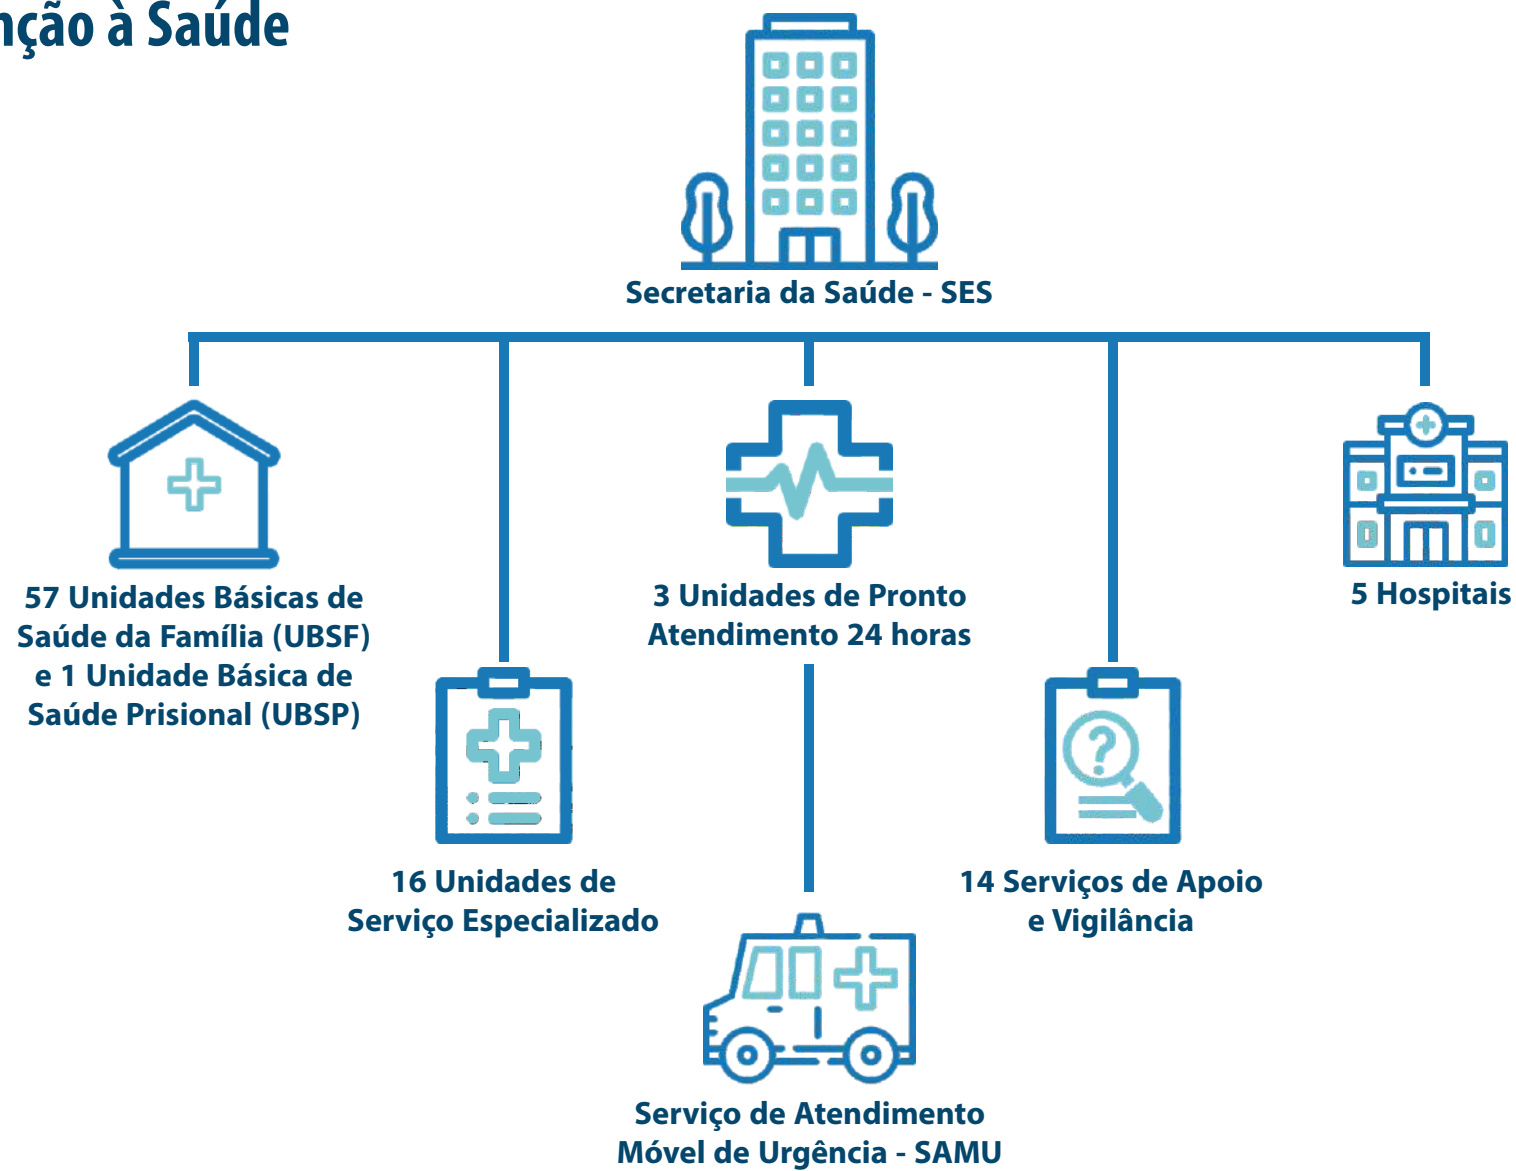 nção à Saúde
Secretaria da Saúde - SES
57 Unidades Básicas de
Saúde da Família (UBSF)
e 1 Unidade Básica de
Saúde Prisional (UBSP)
3 Unidades de Pronto
Atendimento 24 horas
5 Hospitais
16 Unidades de
Serviço Especializado
14 Serviços de Apoio
e Vigilância
Serviço de Atendimento
Móvel de Urgência - SAMU